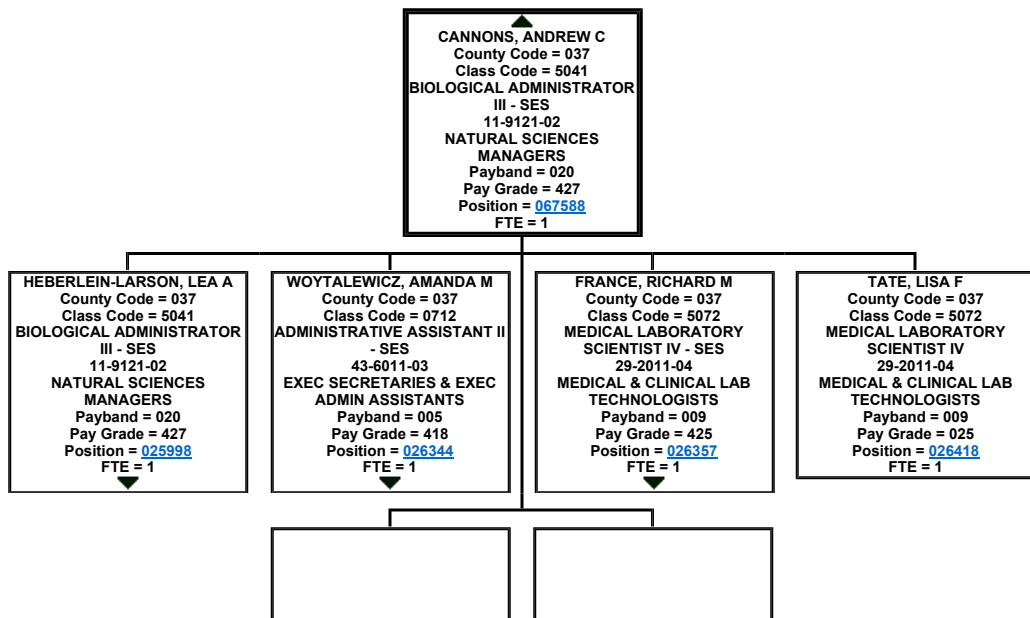 CANNONS, ANDREW C
County Code = 037
Class Code = 5041
BIOLOGICAL ADMINISTRATOR
III - SES
11-9121-02
NATURAL SCIENCES
MANAGERS
Payband = 020
Pay Grade = 427
Position = 067588
FTE = 1
HEBERLEIN-LARSON, LEA A
County Code = 037
Class Code = 5041
BIOLOGICAL ADMINISTRATOR
III - SES
11-9121-02
NATURAL SCIENCES
MANAGERS
Payband = 020
Pay Grade = 427
Position = 025998
FTE = 1
WOYTALEWICZ, AMANDA M
County Code = 037
Class Code = 0712
ADMINISTRATIVE ASSISTANT II
- SES
43-6011-03
EXEC SECRETARIES & EXEC
ADMIN ASSISTANTS
Payband = 005
Pay Grade = 418
Position = 026344
FTE = 1
FRANCE, RICHARD M
County Code = 037
Class Code = 5072
MEDICAL LABORATORY
SCIENTIST IV - SES
29-2011-04
MEDICAL & CLINICAL LAB
TECHNOLOGISTS
Payband = 009
Pay Grade = 425
Position = 026357
FTE = 1
TATE, LISA F
County Code = 037
Class Code = 5072
MEDICAL LABORATORY
SCIENTIST IV
29-2011-04
MEDICAL & CLINICAL LAB
TECHNOLOGISTS
Payband = 009
Pay Grade = 025
Position = 026418
FTE = 1